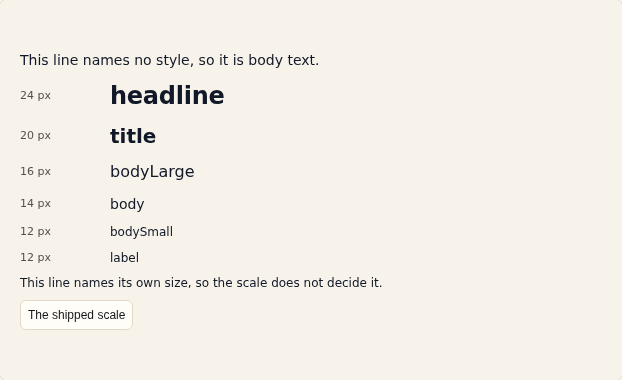 This line names no style, so it is body text.
24 px headline
20 px title
16 px bodyLarge
14 px body
12 px bodySmall
12 px label
This line names its own size, so the scale does not decide it.
The shipped scale